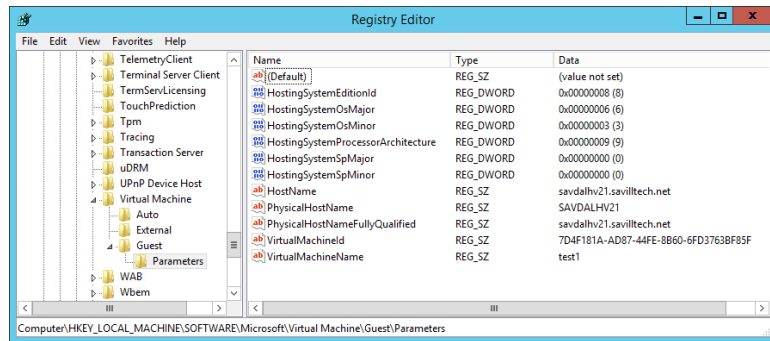 Registry Editor
File Edit View Favorites Help
TelemetryClient
Terminal Server Client
TermServLicensing
TouchPrediction
Tpm
Tracing
Transaction Server
uDRM
UPnP Device Host
Virtual Machine
Auto
External
Guest
Parameters
WAB
Wbem
Name Type Data
(Default) REG_SZ (value not set)
HostingSystemEditionId REG_DWORD 0x00000008 (8)
HostingSystemOsMajor REG_DWORD 0x00000006 (6)
HostingSystemOsMinor REG_DWORD 0x00000003 (3)
HostingSystemProcessorArchitecture REG_DWORD 0x00000009 (9)
HostingSystemSpMajor REG_DWORD 0x00000000 (0)
HostingSystemSpMinor REG_DWORD 0x00000000 (0)
HostName REG_SZ savdalhv21.savilltech.net
PhysicalHostName REG_SZ SAVDALHV21
PhysicalHostNameFullyQualified REG_SZ savdalhv21.savilltech.net
VirtualMachineId REG_SZ 7D4F181A-AD87-44FE-8B60-6FD3763BF85F
VirtualMachineName REG_SZ test1
Computer\HKEY_LOCAL_MACHINE\SOFTWARE\Microsoft\Virtual Machine\Guest\Parameters